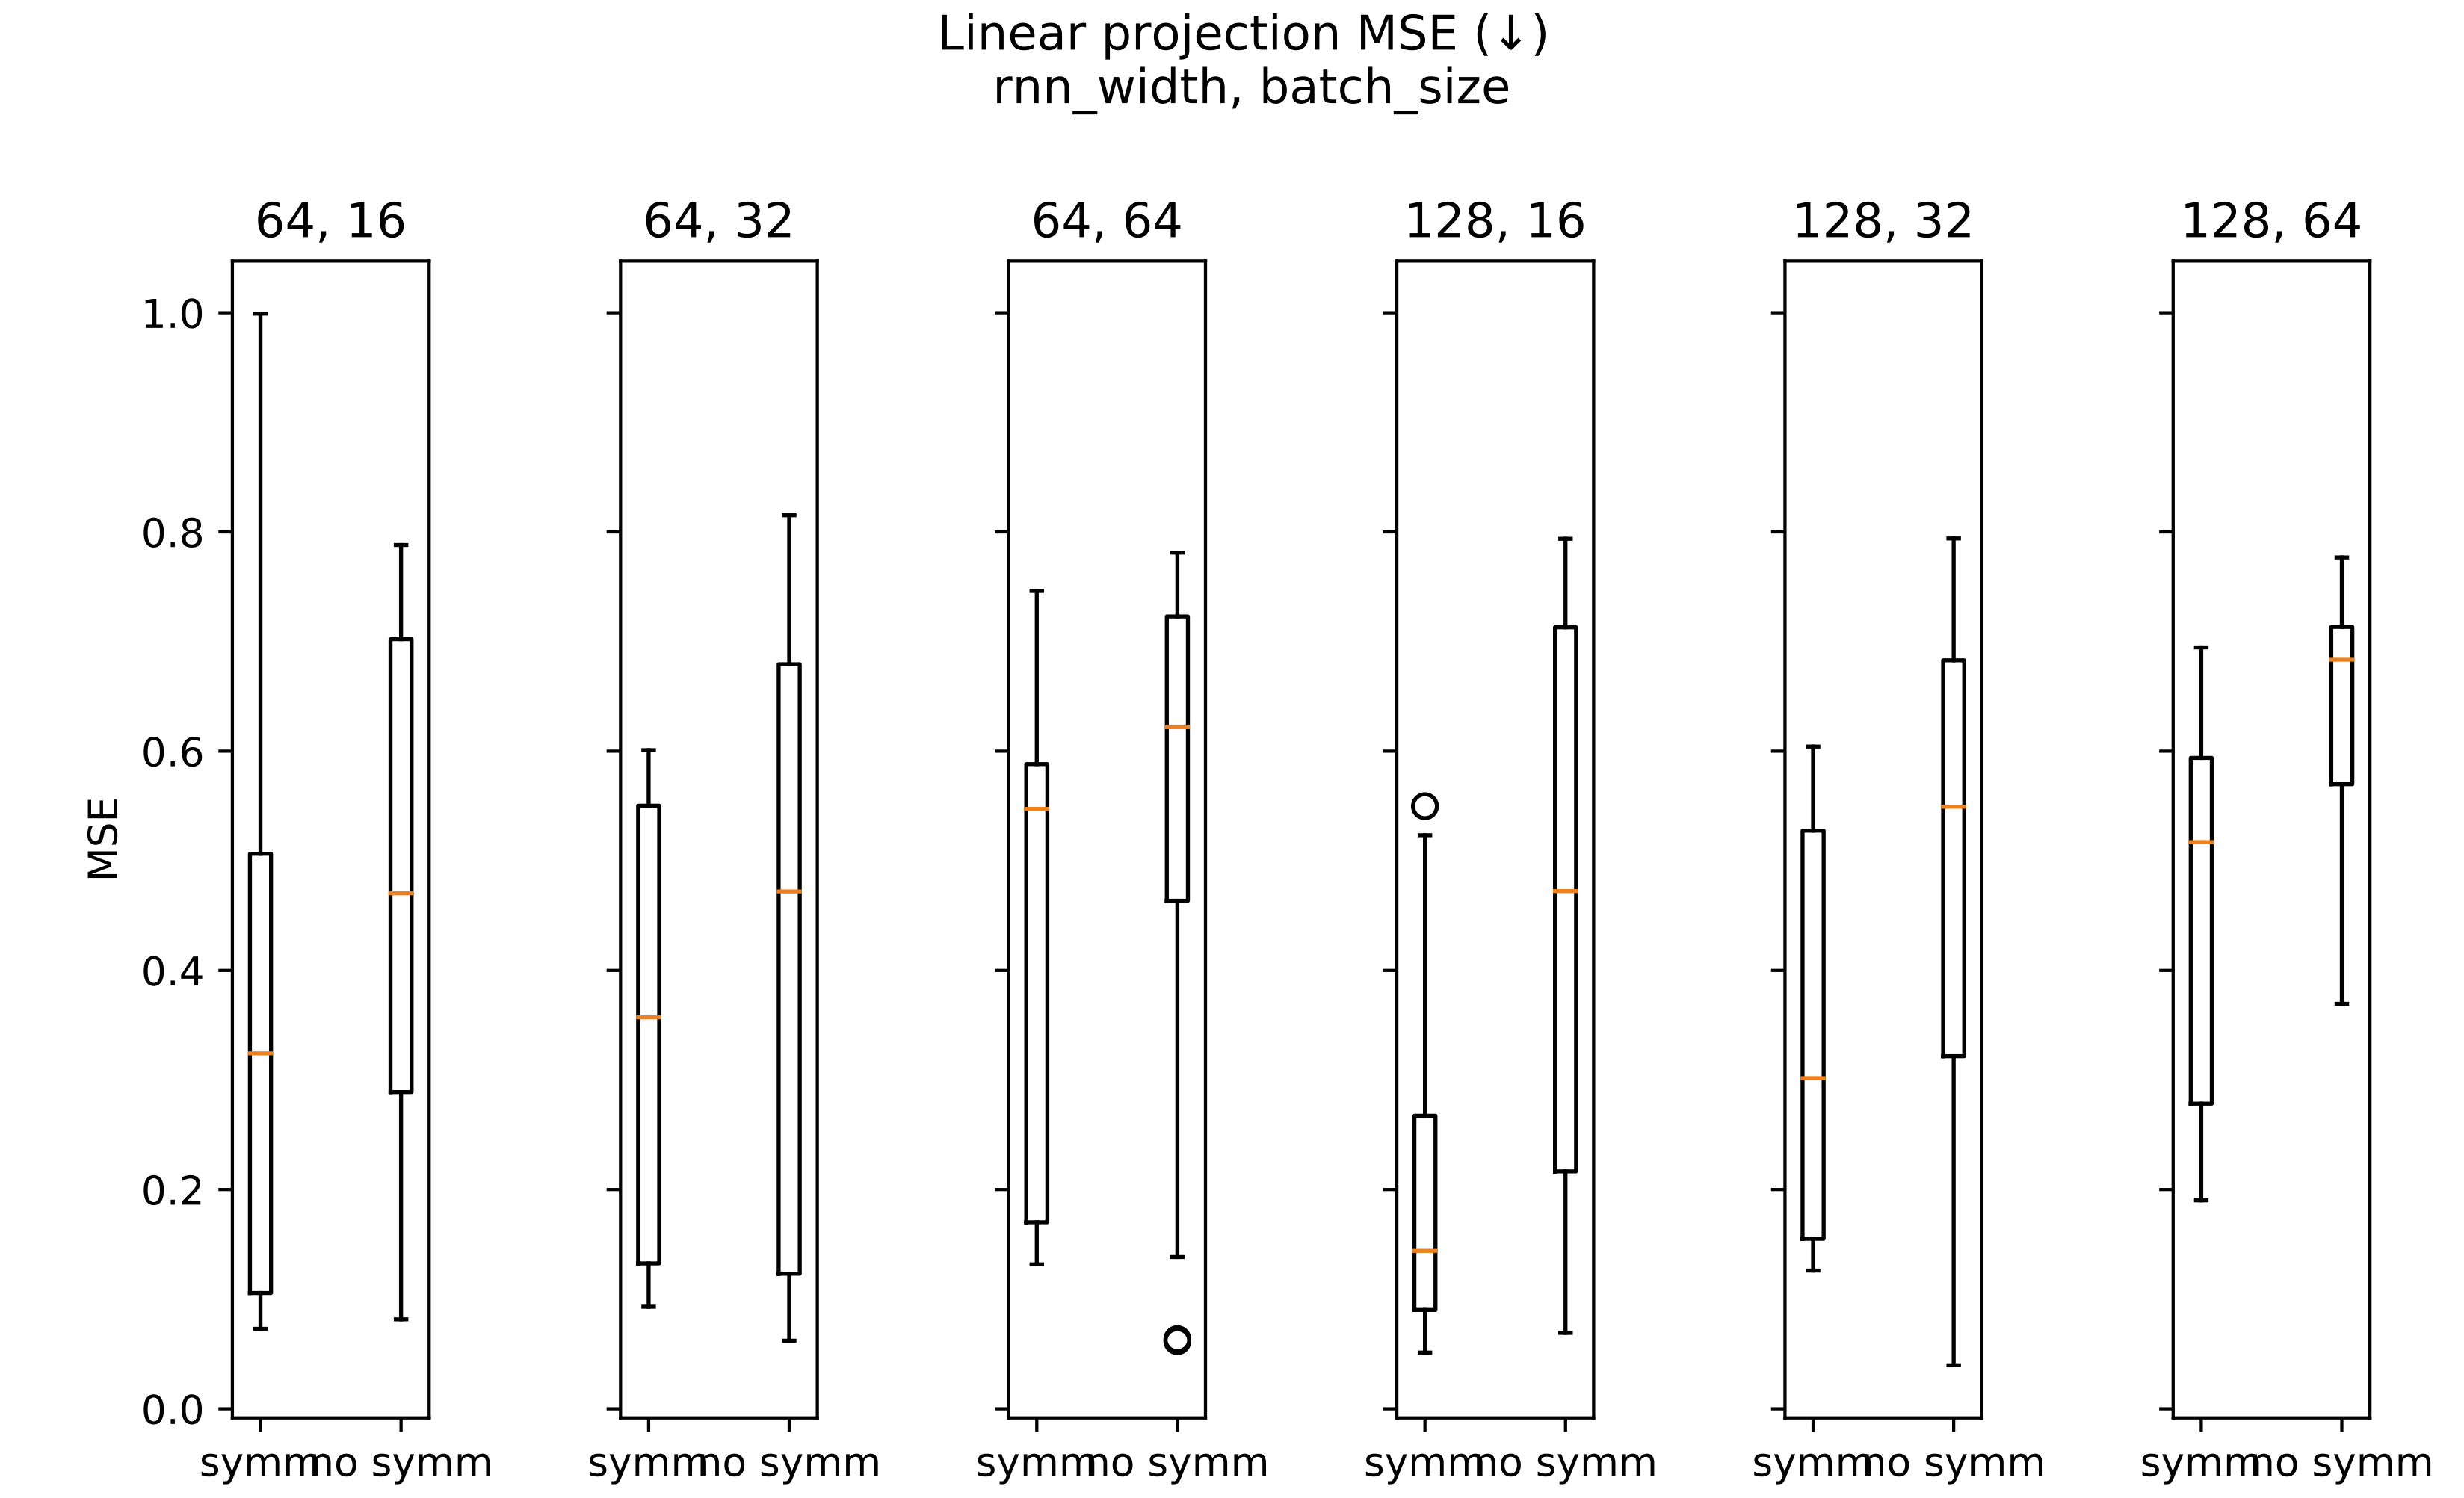 Linear projection MSE (↓)
rnn_width, batch_size
64, 16
64, 32
64, 64
128, 16
128, 32
128, 64
MSE
1.0
0.8
0.6
0.4
0.2
0.0
symm no symm
symm no symm
symm no symm
symm no symm
symm no symm
symm no symm